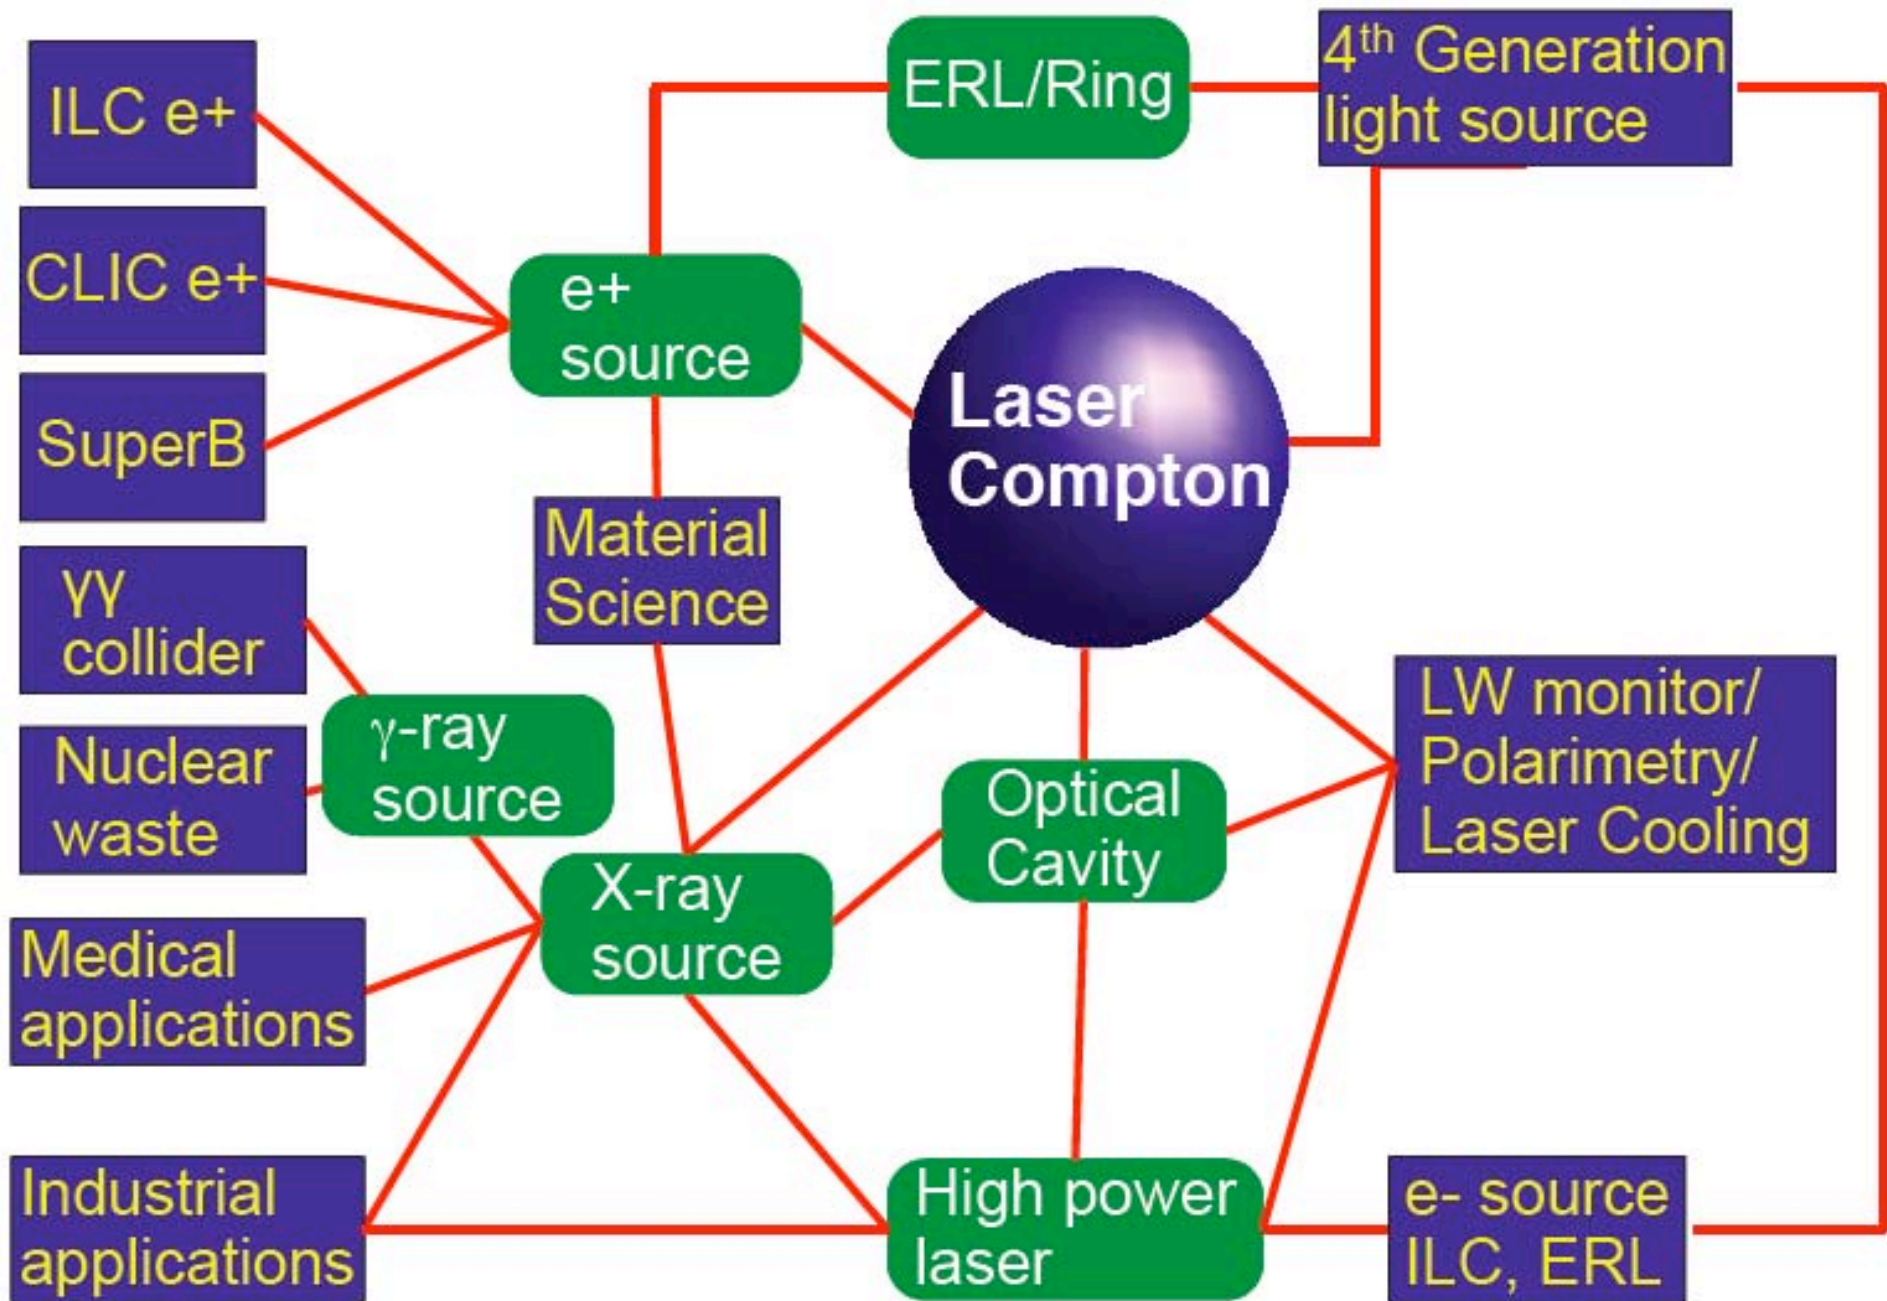 ILC e+
CLIC e+
SuperB
γγ
collider
Nuclear
waste
Medical
applications
Industrial
applications
e+
source
Material
Science
γ-ray
source
X-ray
source
ERL/Ring
Laser
Compton
Optical
Cavity
High power
laser
4th Generation
light source
LW monitor/
Polarimetry/
Laser Cooling
e- source
ILC, ERL